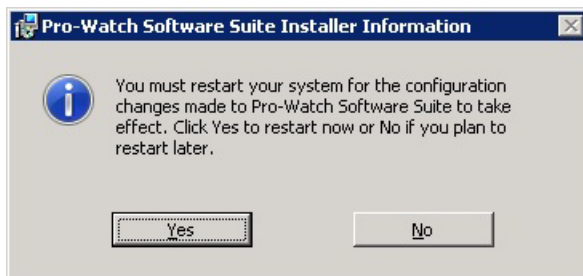 Pro-Watch Software Suite Installer Information
You must restart your system for the configuration
changes made to Pro-Watch Software Suite to take
effect. Click Yes to restart now or No if you plan to
restart later.
Yes
No